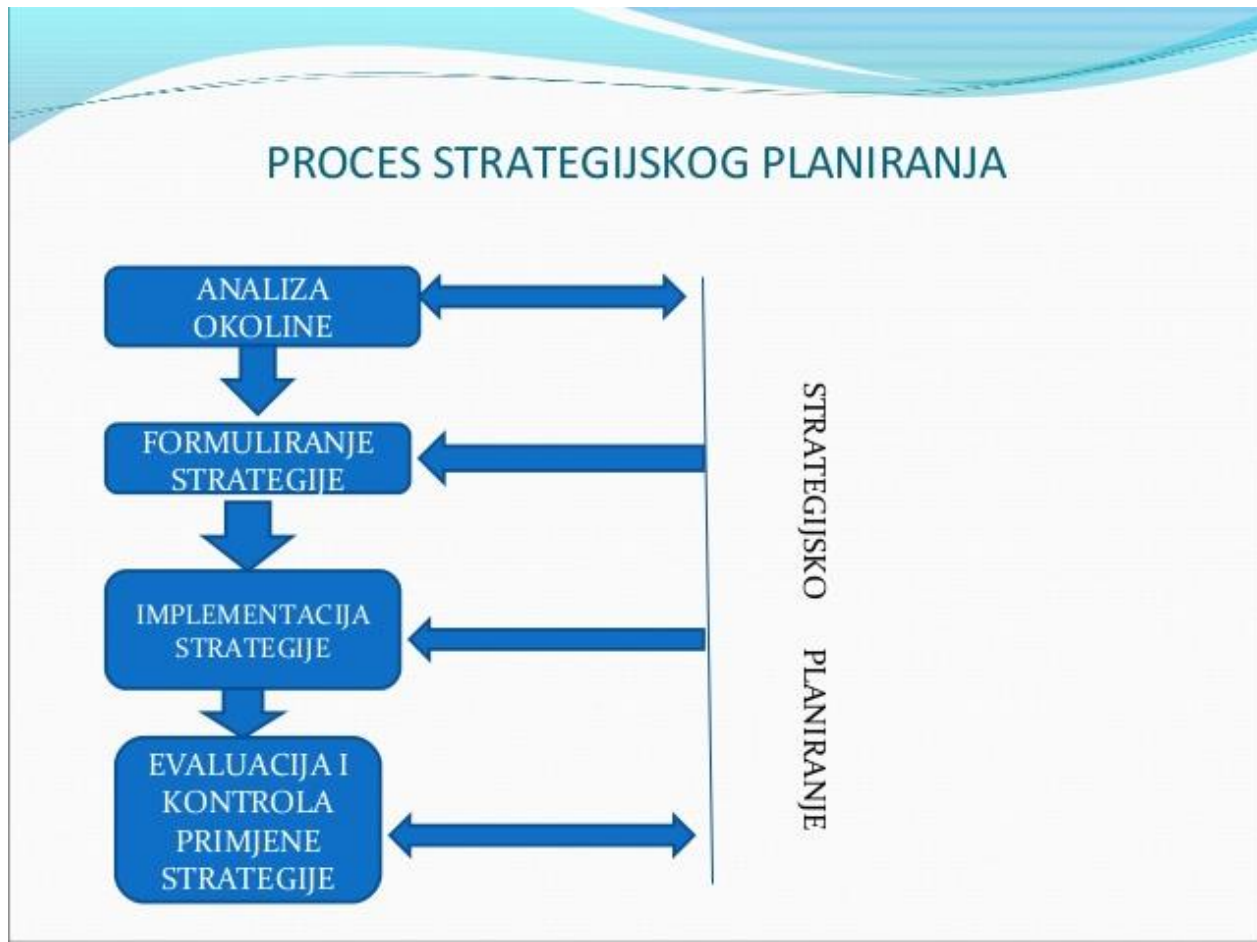 PROCES STRATEGIJSKOG PLANIRANJA
ANALIZA
OKOLINE
FORMULIRANJE
STRATEGIJE
IMPLEMENTACIJA
STRATEGIJE
EVALUACIJA I
KONTROLA
PRIMJENE
STRATEGIJE
STRATEGIJSKO PLANIRANJE